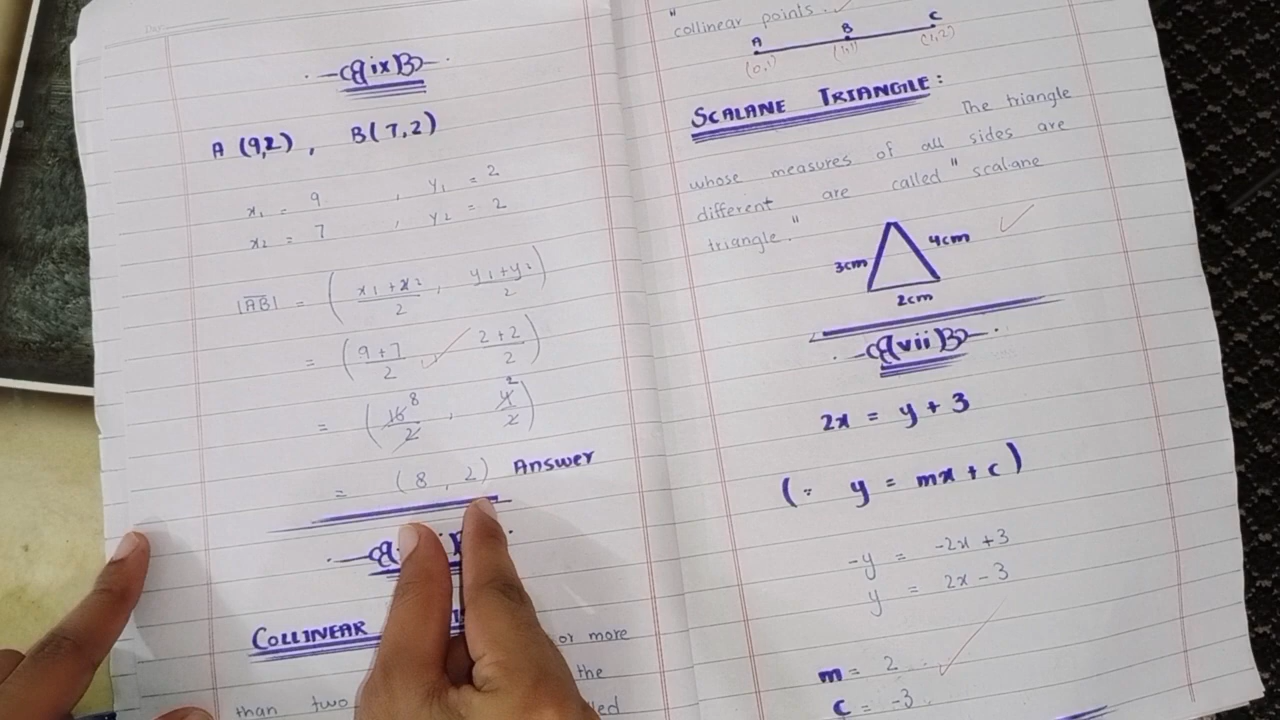 Q ix
A (9,2) , B(7,2)
x₁ = 9 , y₁ = 2
x₂ = 7 , y₂ = 2
|AB| = ( x₁ + x₂ / 2 , y₁ + y₂ / 2 )
= ( 9 + 7 / 2 , 2 + 2 / 2 )
= ( 16 8 / 2 , 4 2 / 2 )
= (8 , 2) Answer
COLLINEAR
or more
than two
the
"collinear points.
A B C
(0,1) (1,1) (1,2)
SCALANE TRIANGLE:
The triangle
whose measures of all sides are
different are called "scalane
triangle."
3cm 4cm
2cm
Q vii
2x = y + 3
(∵ y = mx + c)
-y = -2x + 3
y = 2x - 3
m = 2
c = -3